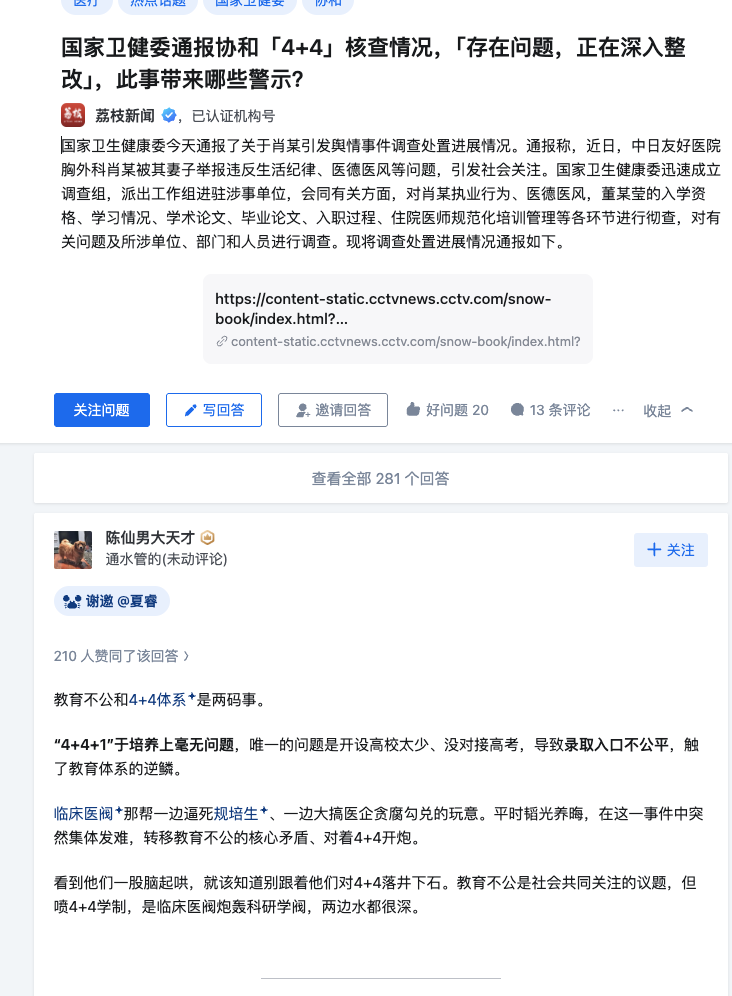 医疗 热点话题 国家卫健委 协和
国家卫健委通报协和「4+4」核查情况，「存在问题，正在深入整
改」，此事带来哪些警示？
荔枝新闻 ，已认证机构号
国家卫生健康委今天通报了关于肖某引发舆情事件调查处置进展情况。通报称，近日，中日友好医院
胸外科肖某被其妻子举报违反生活纪律、医德医风等问题，引发社会关注。国家卫生健康委迅速成立
调查组，派出工作组进驻涉事单位，会同有关方面，对肖某执业行为、医德医风，董某莹的入学资
格、学习情况、学术论文、毕业论文、入职过程、住院医师规范化培训管理等各环节进行彻查，对有
关问题及所涉单位、部门和人员进行调查。现将调查处置进展情况通报如下。
https://content-static.cctvnews.cctv.com/snow-
book/index.html?...
content-static.cctvnews.cctv.com/snow-book/index.html?
关注问题 写回答 邀请回答 好问题 20 13 条评论 ··· 收起
查看全部 281 个回答
陈仙男大天才
通水管的(未动评论)
+ 关注
谢邀 @夏睿
210 人赞同了该回答 〉
教育不公和4+4体系是两码事。
“4+4+1”于培养上毫无问题，唯一的问题是开设高校太少、没对接高考，导致录取入口不公平，触
了教育体系的逆鳞。
临床医阀那帮一边逼死规培生、一边大搞医企贪腐勾兑的玩意。平时韬光养晦，在这一事件中突
然集体发难，转移教育不公的核心矛盾、对着4+4开炮。
看到他们一股脑起哄，就该知道别跟着他们对4+4落井下石。教育不公是社会共同关注的议题，但
喷4+4学制，是临床医阀炮轰科研学阀，两边水都很深。